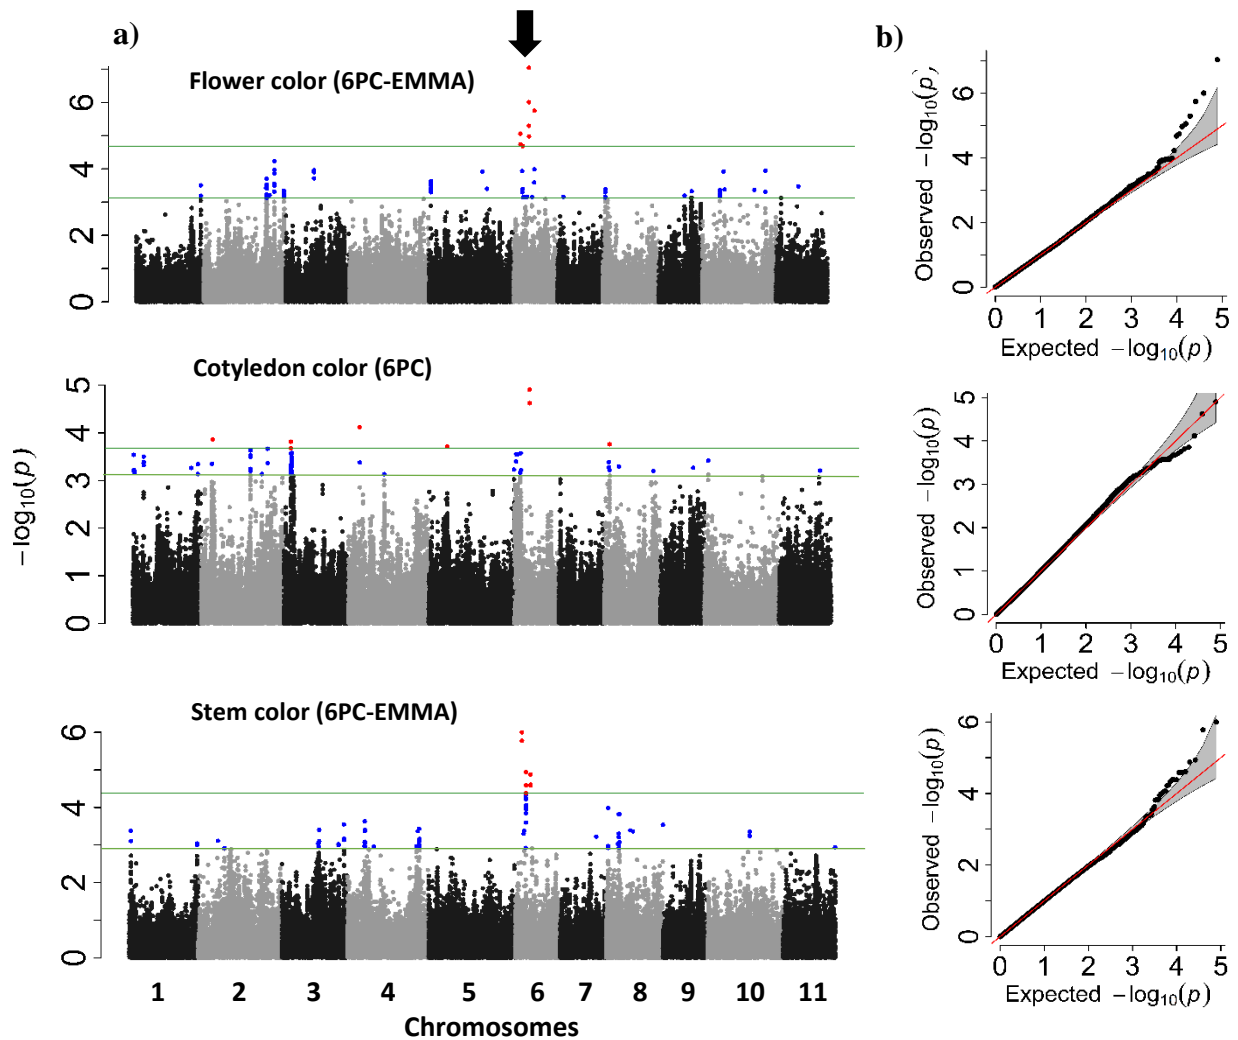 a)
Flower color (6PC-EMMA)
0 2 4 6
Cotyledon color (6PC)
−log10(p)
0 1 2 3 4 5
Stem color (6PC-EMMA)
0 2 4 6
1 2 3 4 5 6 7 8 9 10 11
Chromosomes
b)
Observed −log10(p)
0 2 4 6
0 1 2 3 4 5
Expected −log10(p)
Observed −log10(p)
0 1 2 3 4 5
0 1 2 3 4 5
Expected −log10(p)
Observed −log10(p)
0 2 4 6
0 1 2 3 4 5
Expected −log10(p)